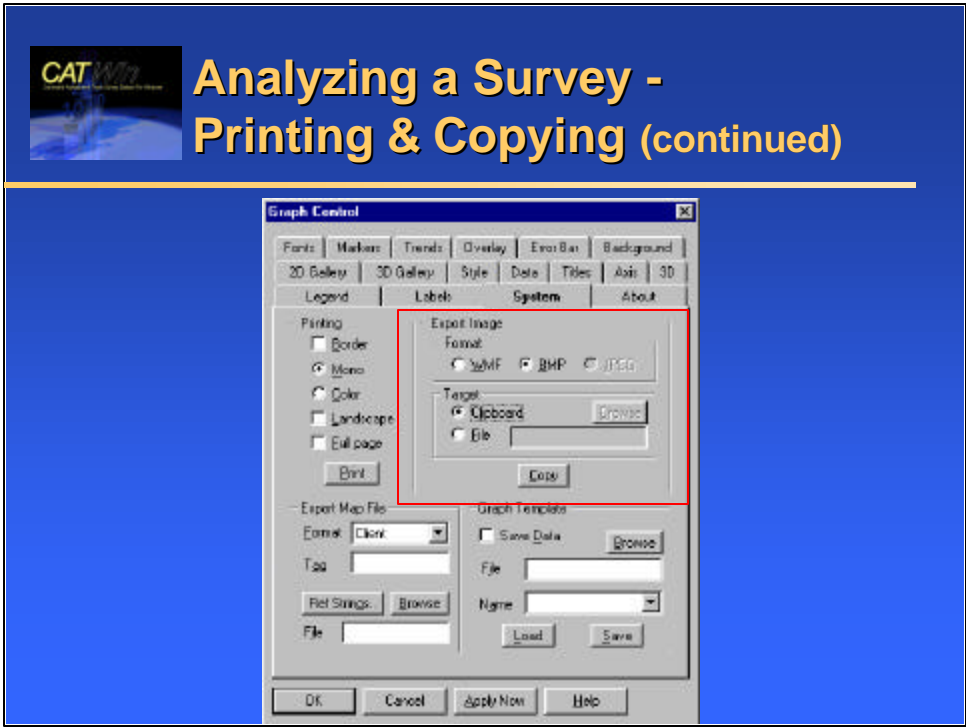 CATWin
Analyzing a Survey -
Printing & Copying (continued)
Graph Control
Fonts Markers Trends Overlay Error Bar Background
2D Gallery 3D Gallery Style Data Titles Axis 3D
Legend Labels System About
Printing
Border
Mono
Color
Landscape
Full page
Print
Export Image
Format
WMF BMP JPEG
Target
Clipboard Browse
File
Copy
Export Map File
Format Client
Tag
Ref Strings. Browse
File
Graph Template
Save Data Browse
File
Name
Load Save
OK Cancel Apply Now Help